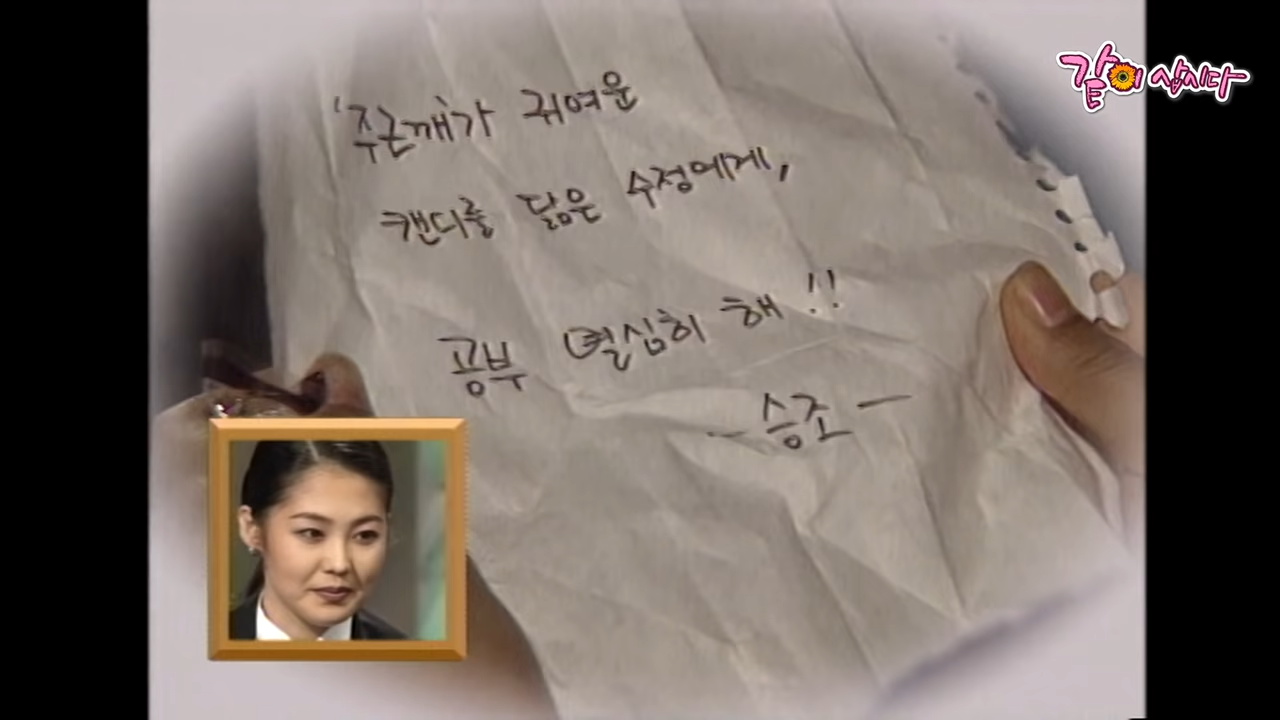 '주근깨'가 귀여운
캔디를 닮은 수정에게,
공부 열심히 해!!
- 승조 -
같이 삽시다